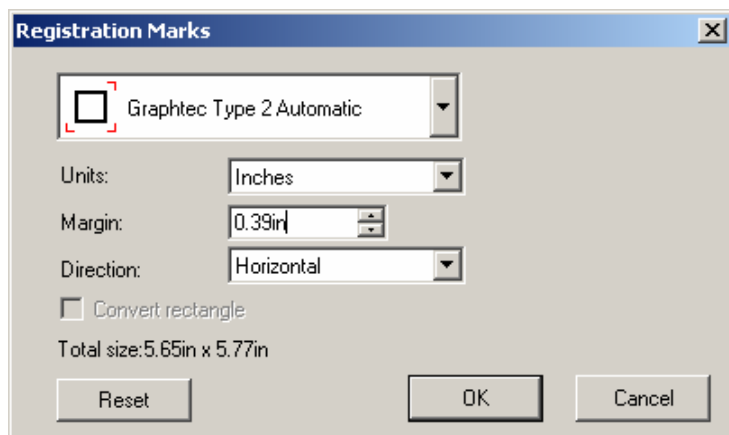 Registration Marks
Graphtec Type 2 Automatic
Units: Inches
Margin: 0.39in
Direction: Horizontal
Convert rectangle
Total size:5.65in x 5.77in
Reset OK Cancel